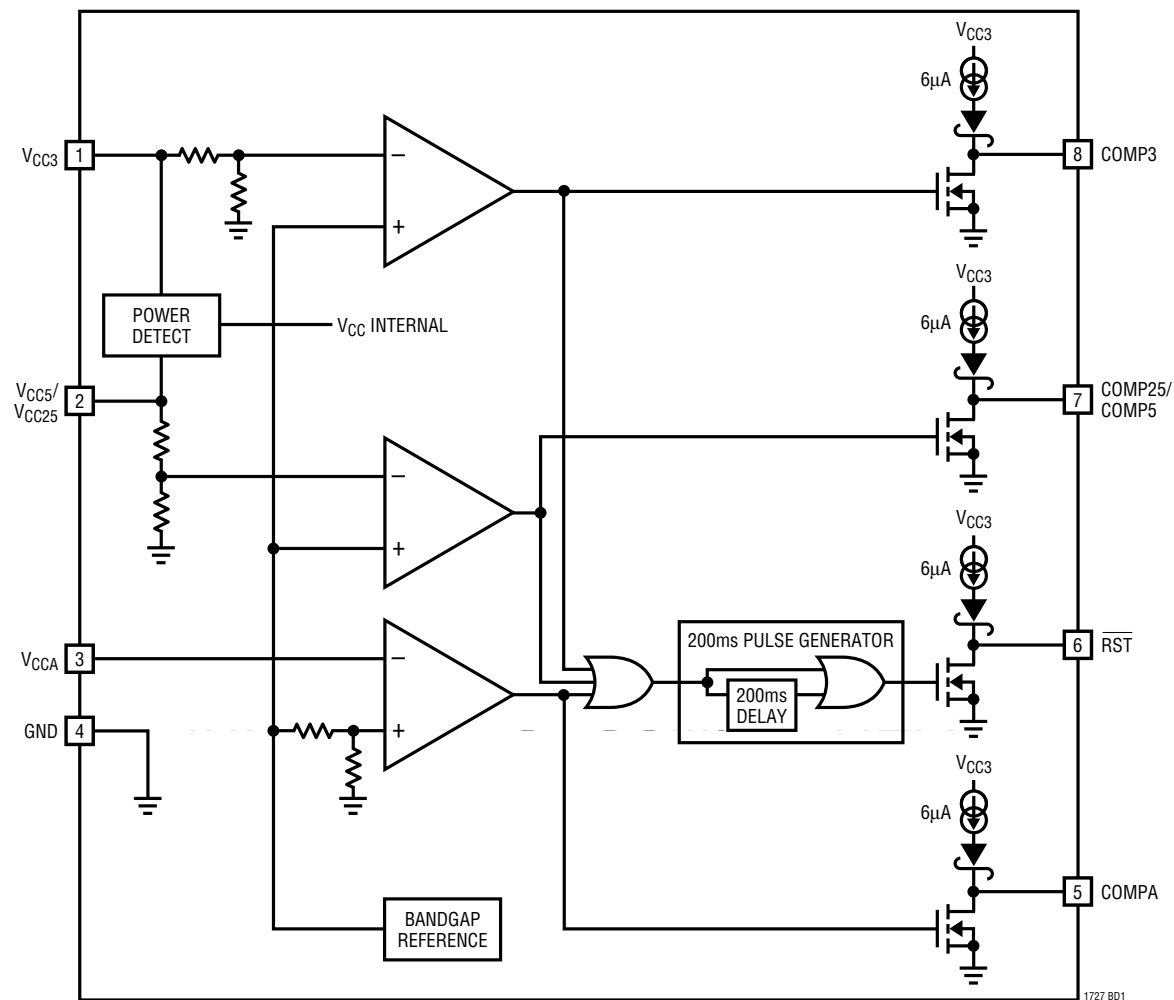 VCC3
6μA
VCC3
1
8
COMP3
−
+
POWER
DETECT
VCC INTERNAL
VCC3
6μA
VCC5/
VCC25
2
7
COMP25/
COMP5
−
+
VCC3
6μA
VCCA
3
−
200ms PULSE GENERATOR
200ms
DELAY
6
RST
GND
4
+
VCC3
6μA
5
COMPA
BANDGAP
REFERENCE
1727 BD1